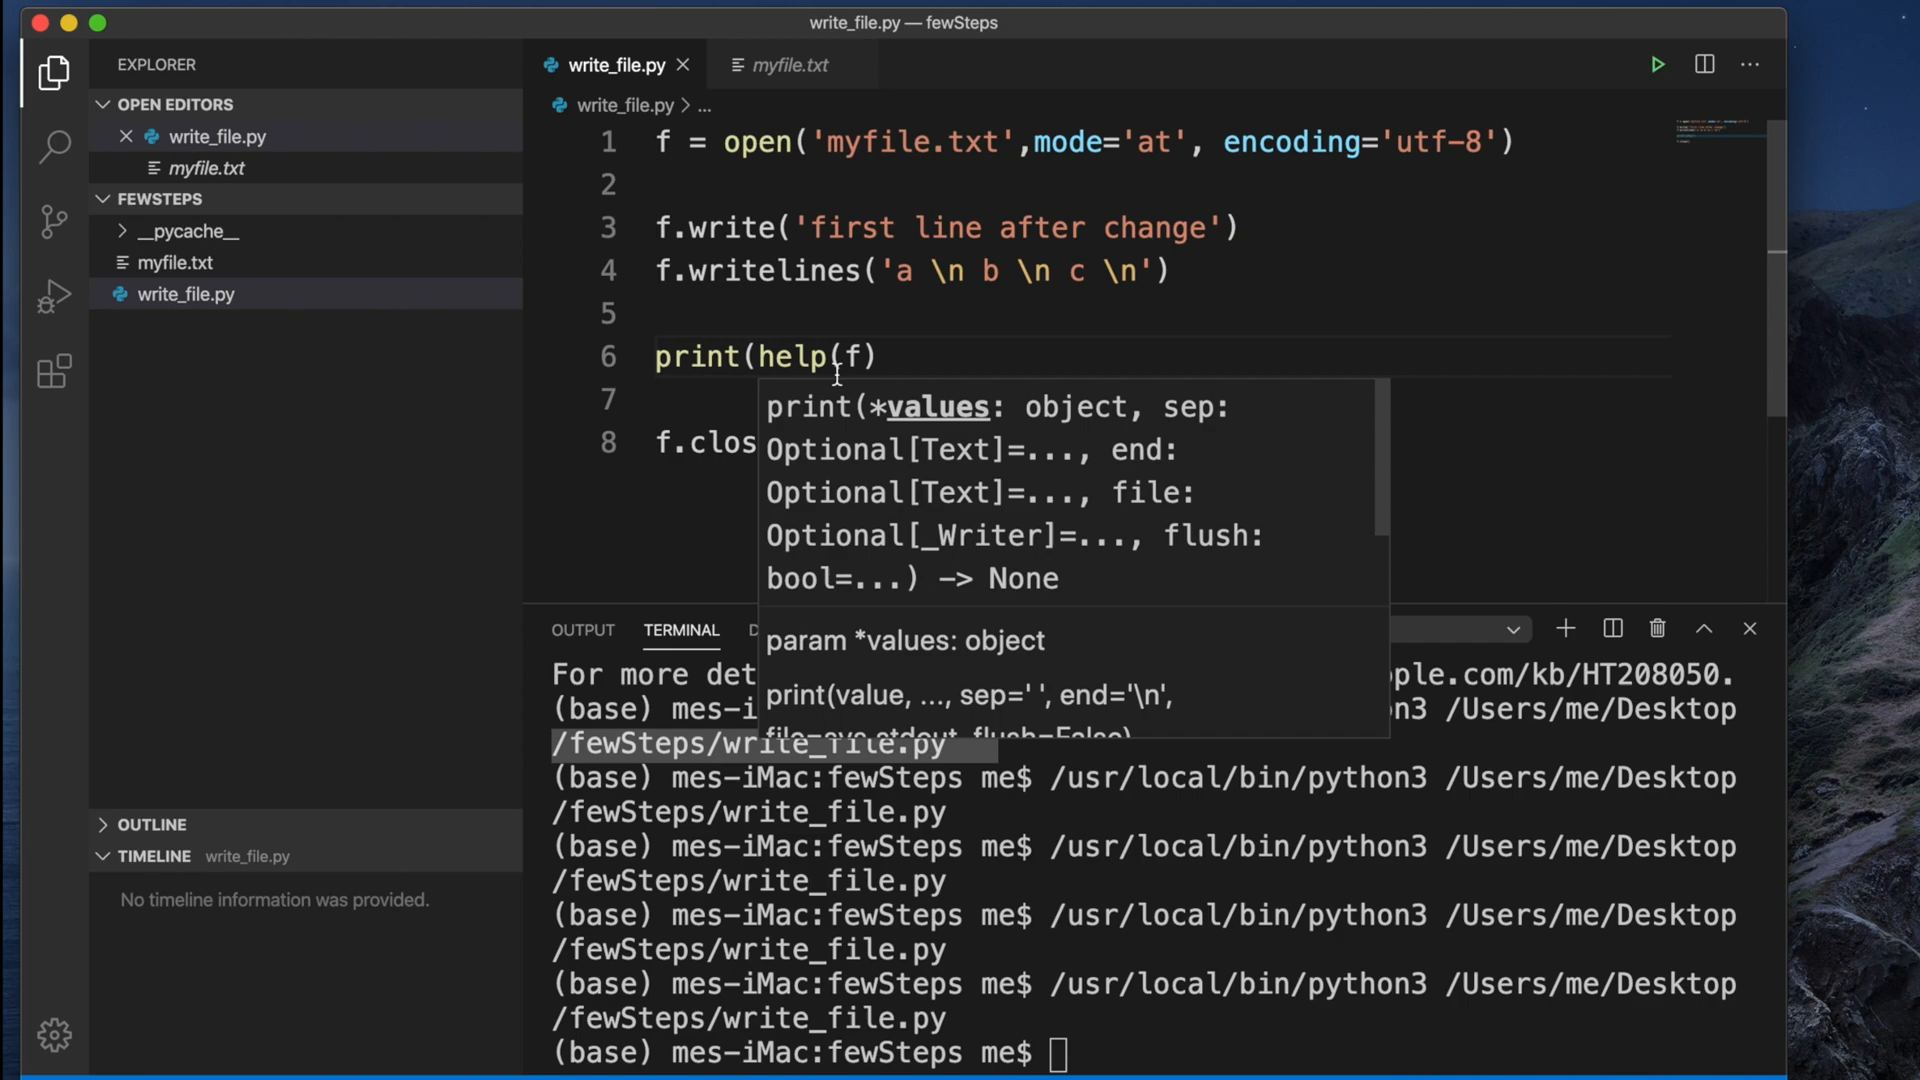 write_file.py — fewSteps
EXPLORER
OPEN EDITORS
write_file.py
myfile.txt
FEWSTEPS
__pycache__
myfile.txt
write_file.py
OUTLINE
TIMELINE write_file.py
No timeline information was provided.
write_file.py
myfile.txt
write_file.py > ...
1 f = open('myfile.txt',mode='at', encoding='utf-8')
2
3 f.write('first line after change')
4 f.writelines('a \n b \n c \n')
5
6 print(help(f)
7
8 f.clos
print(*values: object, sep:
Optional[Text]=..., end:
Optional[Text]=..., file:
Optional[_Writer]=..., flush:
bool=...) -> None
param *values: object
print(value, ..., sep=' ', end='\n',
file=sys.stdout, flush=False)
OUTPUT TERMINAL D
For more det ple.com/kb/HT208050.
(base) mes-i n3 /Users/me/Desktop
/fewSteps/write_file.py
(base) mes-iMac:fewSteps me$ /usr/local/bin/python3 /Users/me/Desktop
/fewSteps/write_file.py
(base) mes-iMac:fewSteps me$ /usr/local/bin/python3 /Users/me/Desktop
/fewSteps/write_file.py
(base) mes-iMac:fewSteps me$ /usr/local/bin/python3 /Users/me/Desktop
/fewSteps/write_file.py
(base) mes-iMac:fewSteps me$ /usr/local/bin/python3 /Users/me/Desktop
/fewSteps/write_file.py
(base) mes-iMac:fewSteps me$